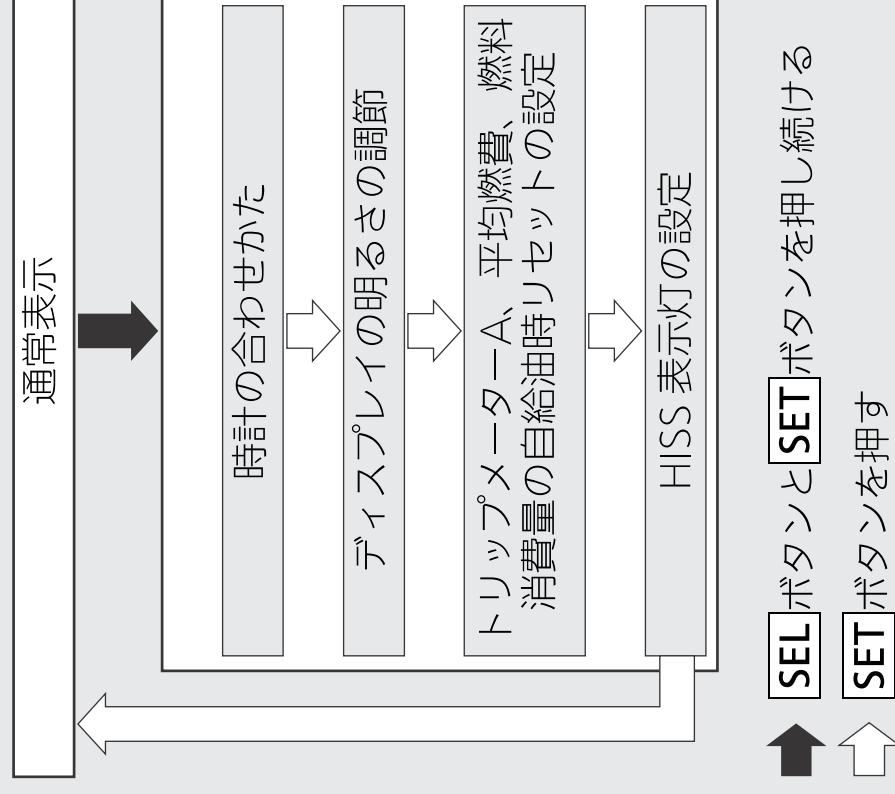 通常表示
時計の合わせかた
ディスプレイの明るさの調節
トリップメーターA、平均燃費、燃料
消費量の自給油時リセットの設定
HISS 表示灯の設定
SELボタンとSETボタンを押し続ける
SETボタンを押す